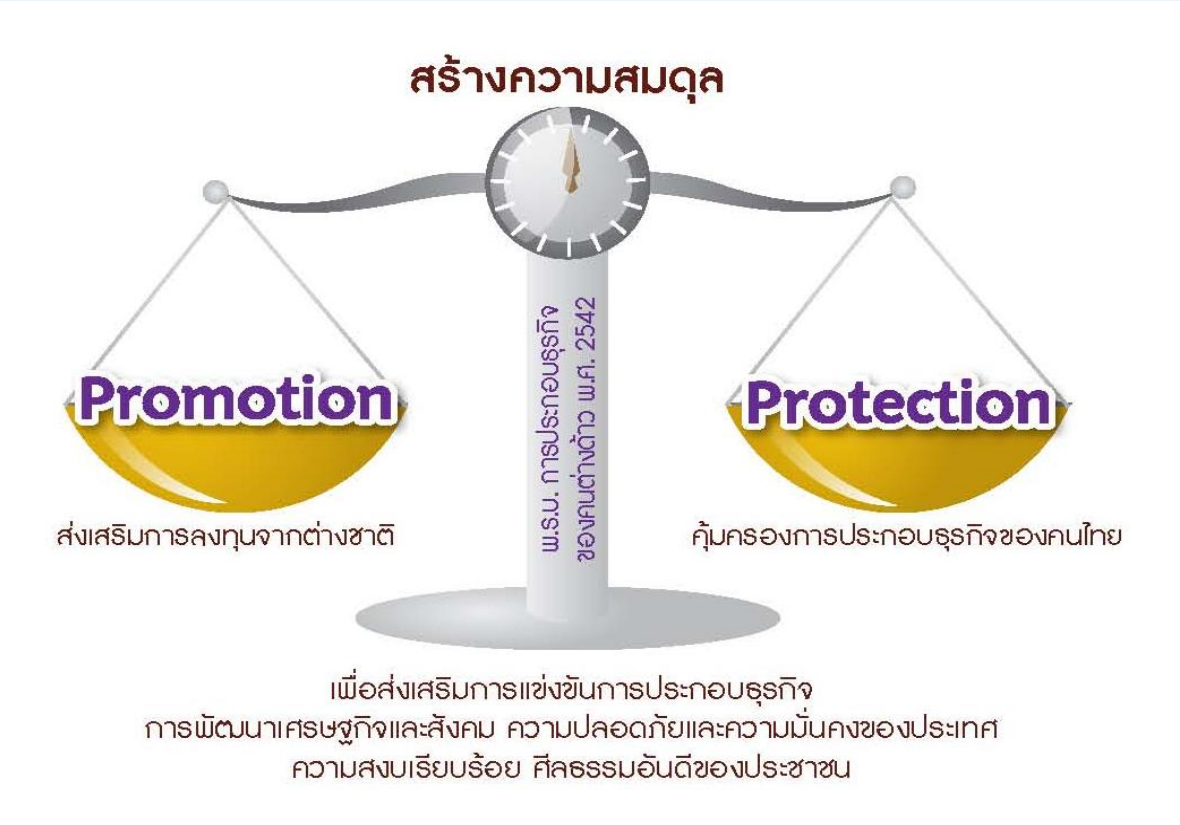 สร้างความสมดุล
Promotion
ส่งเสริมการลงทุนจากต่างชาติ
พ.ร.บ. การประกอบธุรกิจ
ของคนต่างด้าว พ.ศ. 2542
Protection
คุ้มครองการประกอบธุรกิจของคนไทย
เพื่อส่งเสริมการแข่งขันการประกอบธุรกิจ
การพัฒนาเศรษฐกิจและสังคม ความปลอดภัยและความมั่นคงของประเทศ
ความสงบเรียบร้อย ศีลธรรมอันดีของประชาชน